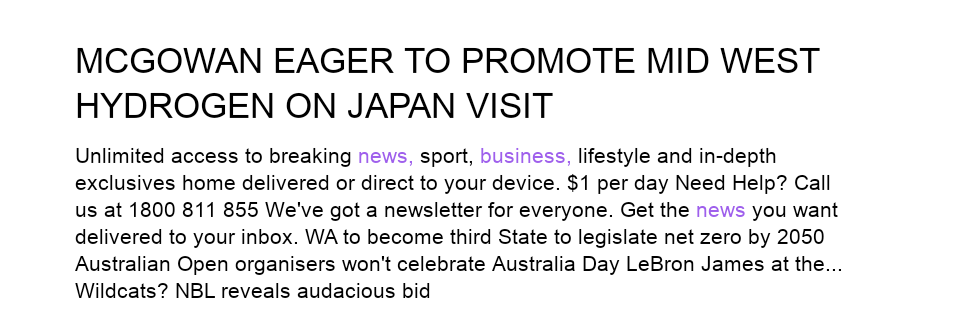 MCGOWAN EAGER TO PROMOTE MID WEST
HYDROGEN ON JAPAN VISIT
Unlimited access to breaking news, sport, business, lifestyle and in-depth
exclusives home delivered or direct to your device. $1 per day Need Help? Call
us at 1800 811 855 We've got a newsletter for everyone. Get the news you want
delivered to your inbox. WA to become third State to legislate net zero by 2050
Australian Open organisers won't celebrate Australia Day LeBron James at the...
Wildcats? NBL reveals audacious bid